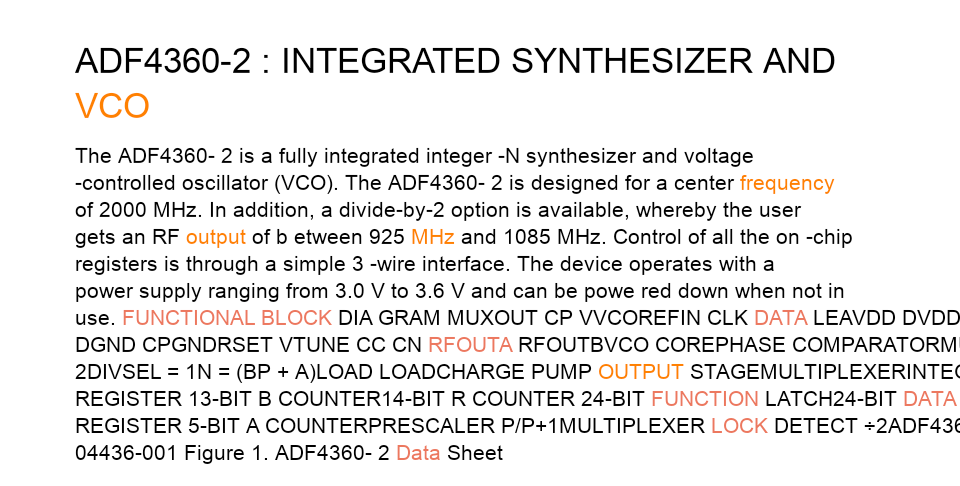 ADF4360-2 : INTEGRATED SYNTHESIZER AND
VCO
The ADF4360- 2 is a fully integrated integer -N synthesizer and voltage
-controlled oscillator (VCO). The ADF4360- 2 is designed for a center frequency
of 2000 MHz. In addition, a divide-by-2 option is available, whereby the user
gets an RF output of b etween 925 MHz and 1085 MHz. Control of all the on -chip
registers is through a simple 3 -wire interface. The device operates with a
power supply ranging from 3.0 V to 3.6 V and can be powe red down when not in
use. FUNCTIONAL BLOCK DIA GRAM MUXOUT CP VVCOREFIN CLK DATA LEAVDD DVDD
DGND CPGNDRSET VTUNE CC CN RFOUTA RFOUTBVCO COREPHASE COMPARATORMU
2DIVSEL = 1N = (BP + A)LOAD LOADCHARGE PUMP OUTPUT STAGEMULTIPLEXERINTEG
REGISTER 13-BIT B COUNTER14-BIT R COUNTER 24-BIT FUNCTION LATCH24-BIT DATA
REGISTER 5-BIT A COUNTERPRESCALER P/P+1MULTIPLEXER LOCK DETECT ÷2ADF436
04436-001 Figure 1. ADF4360- 2 Data Sheet